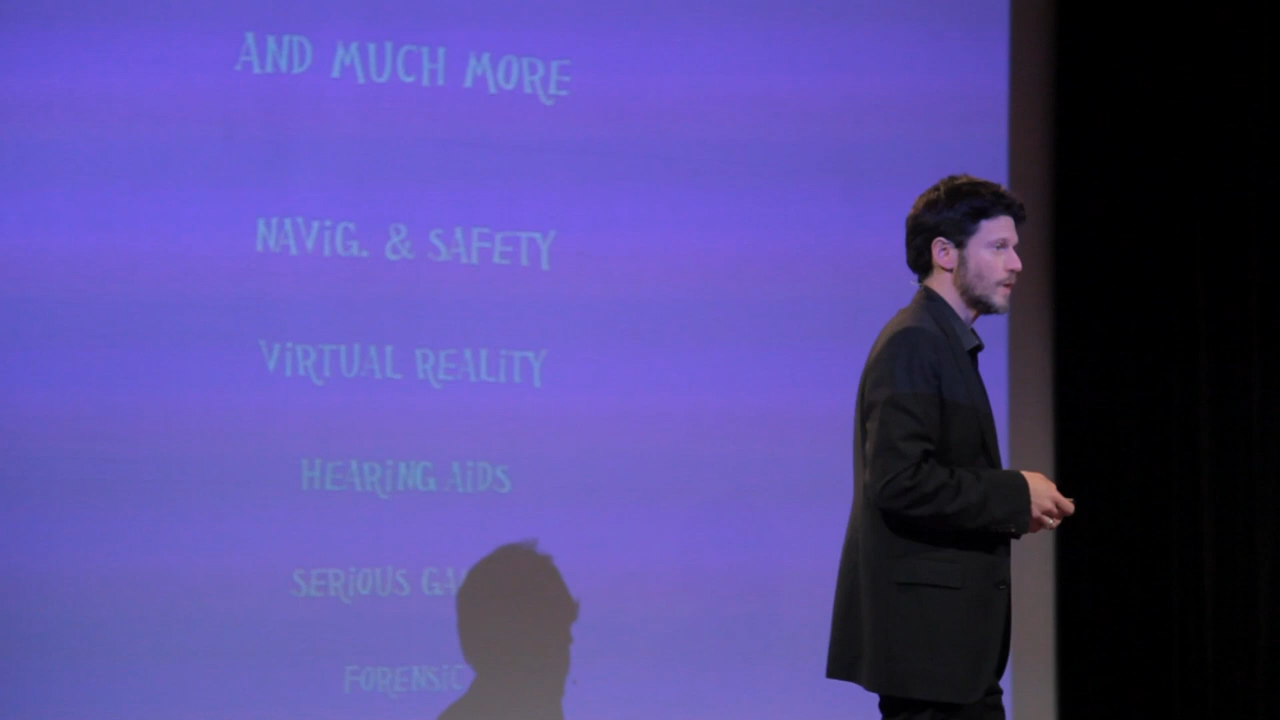 AND MUCH MORE
NAViG. & SAFETY
ViRTUAL REALiTY
HEARiNG AiDS
SERiOUS GA
FORENSiC